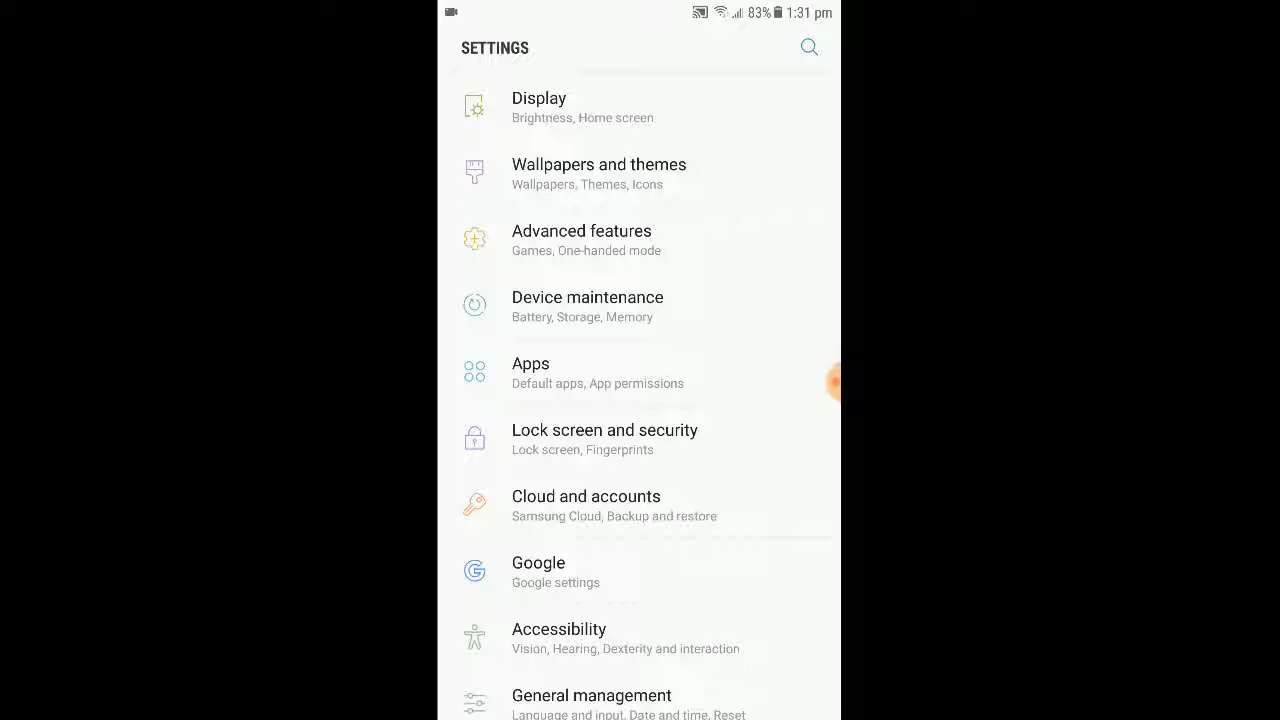 83% 1:31 pm
SETTINGS
Display
Brightness, Home screen
Wallpapers and themes
Wallpapers, Themes, Icons
Advanced features
Games, One-handed mode
Device maintenance
Battery, Storage, Memory
Apps
Default apps, App permissions
Lock screen and security
Lock screen, Fingerprints
Cloud and accounts
Samsung Cloud, Backup and restore
Google
Google settings
Accessibility
Vision, Hearing, Dexterity and interaction
General management
Language and input, Date and time, Reset